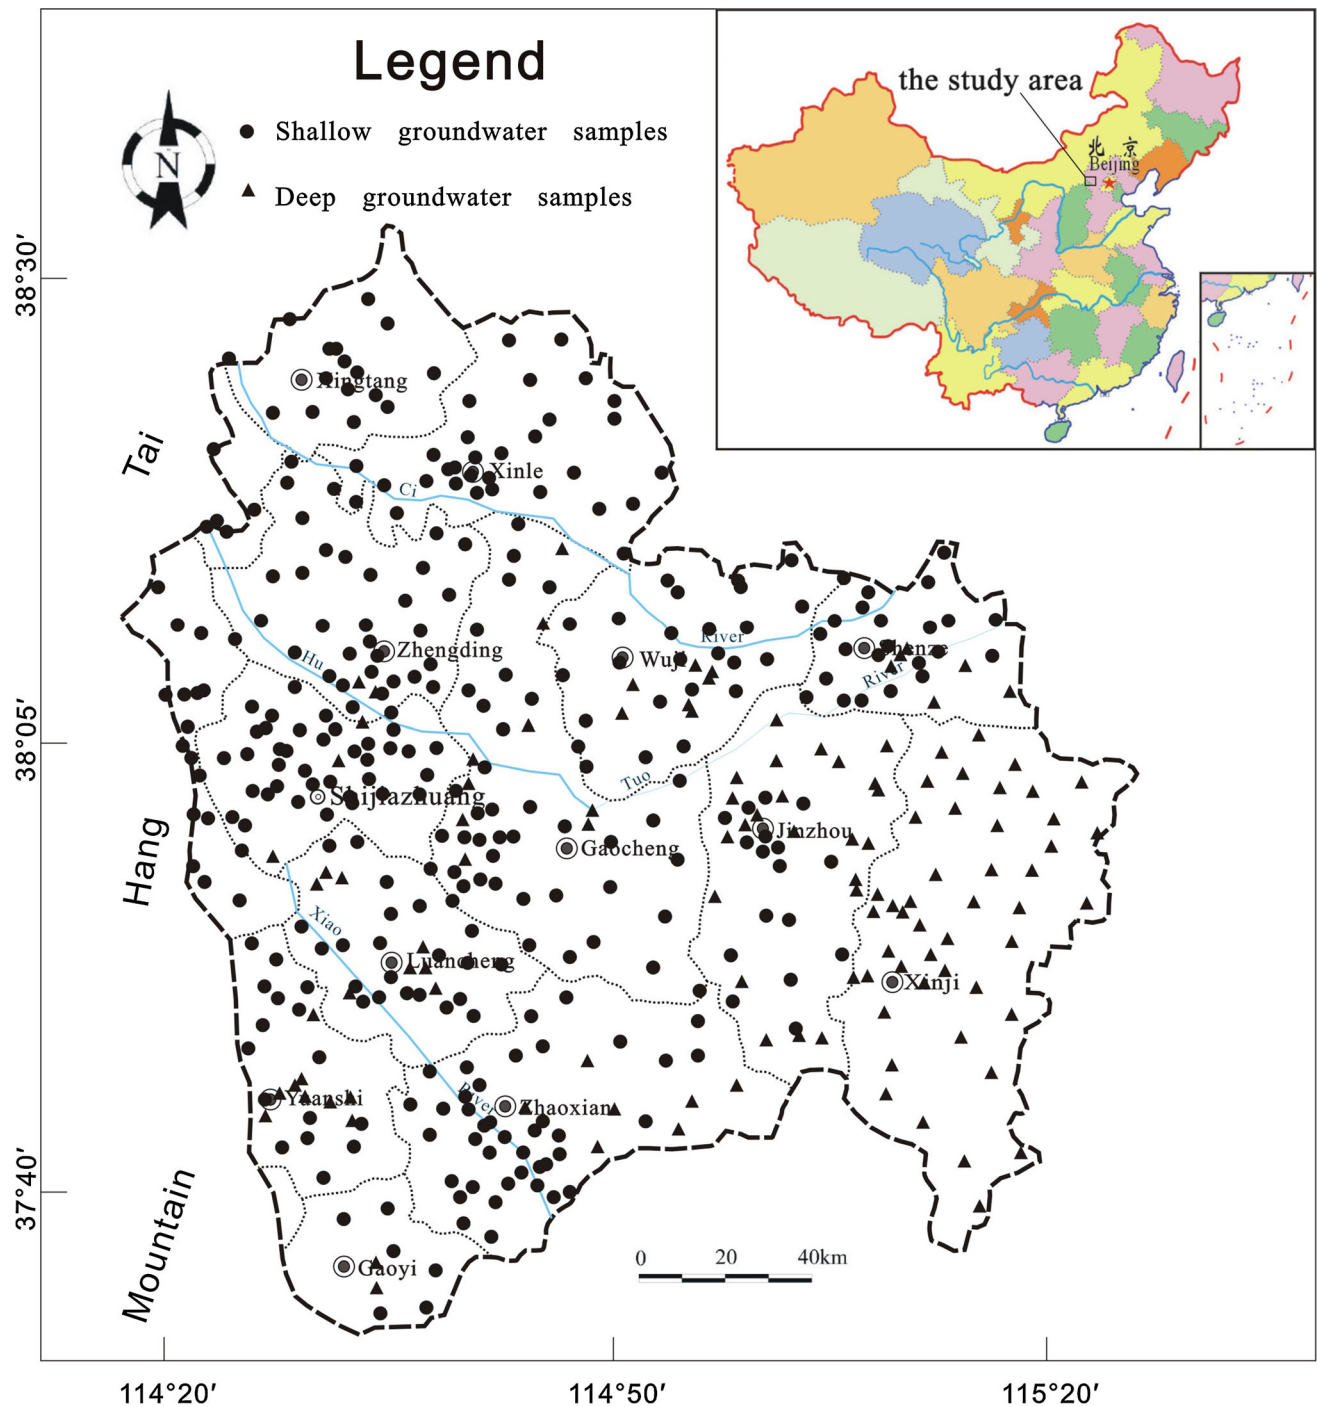 Legend
Shallow groundwater samples
Deep groundwater samples
N
the study area
北京
Beijing
38°30′
38°05′
37°40′
114°20′
114°50′
115°20′
Tai
Hang
Mountain
Xingtang
Xinle
Ci
River
Zhengding
Hu
Wuji
Shenze
River
Tuo
Shijiazhuang
Gaocheng
Jinzhou
Xiao
Luancheng
Xinji
River
Yuanshi
Zhaoxian
Gaoyi
0 20 40km